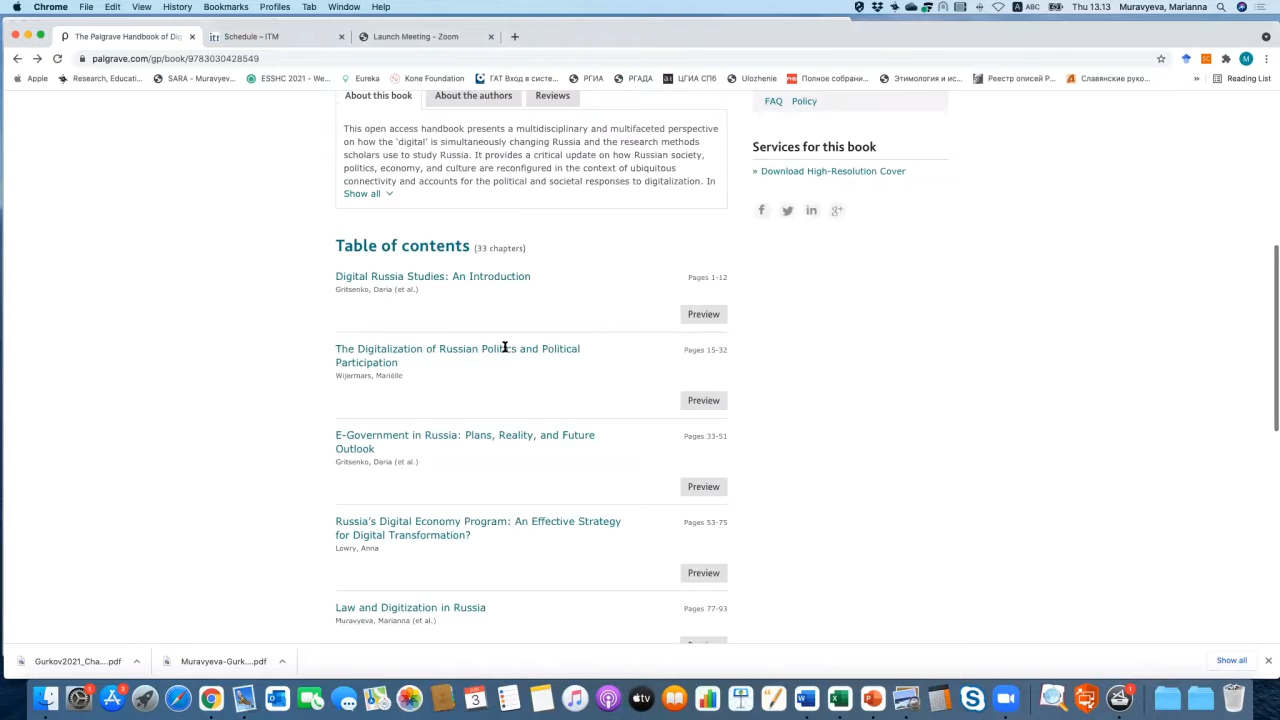 Chrome File Edit View History Bookmarks Profiles Tab Window Help ABC Thu 13.13 Muravyeva, Marianna
The Palgrave Handbook of Dig Schedule – ITM Launch Meeting - Zoom
palgrave.com/gp/book/9783030428549
Apple Research, Educati... SARA - Muravyev... ESSHC 2021 - We... Eureka Kone Foundation ГАТ Вход в систе... РГИА РГАДА ЦГИА СПб Ulozhenie Полное собрани... Этимология и ис... Реестр описей Р... Славянские руко... » Reading List
About this book About the authors Reviews
FAQ Policy
This open access handbook presents a multidisciplinary and multifaceted perspective
on how the ‘digital’ is simultaneously changing Russia and the research methods
scholars use to study Russia. It provides a critical update on how Russian society,
politics, economy, and culture are reconfigured in the context of ubiquitous
connectivity and accounts for the political and societal responses to digitalization. In
Show all
Services for this book
» Download High-Resolution Cover
Table of contents (33 chapters)
Digital Russia Studies: An Introduction Pages 1-12
Gritsenko, Daria (et al.)
Preview
The Digitalization of Russian Politics and Political Pages 15-32
Participation
Wijermars, Mariëlle
Preview
E-Government in Russia: Plans, Reality, and Future Pages 33-51
Outlook
Gritsenko, Daria (et al.)
Preview
Russia’s Digital Economy Program: An Effective Strategy Pages 53-75
for Digital Transformation?
Lowry, Anna
Preview
Law and Digitization in Russia Pages 77-93
Muravyeva, Marianna (et al.)
Gurkov2021_Cha....pdf Muravyeva-Gurk....pdf Show all
tv